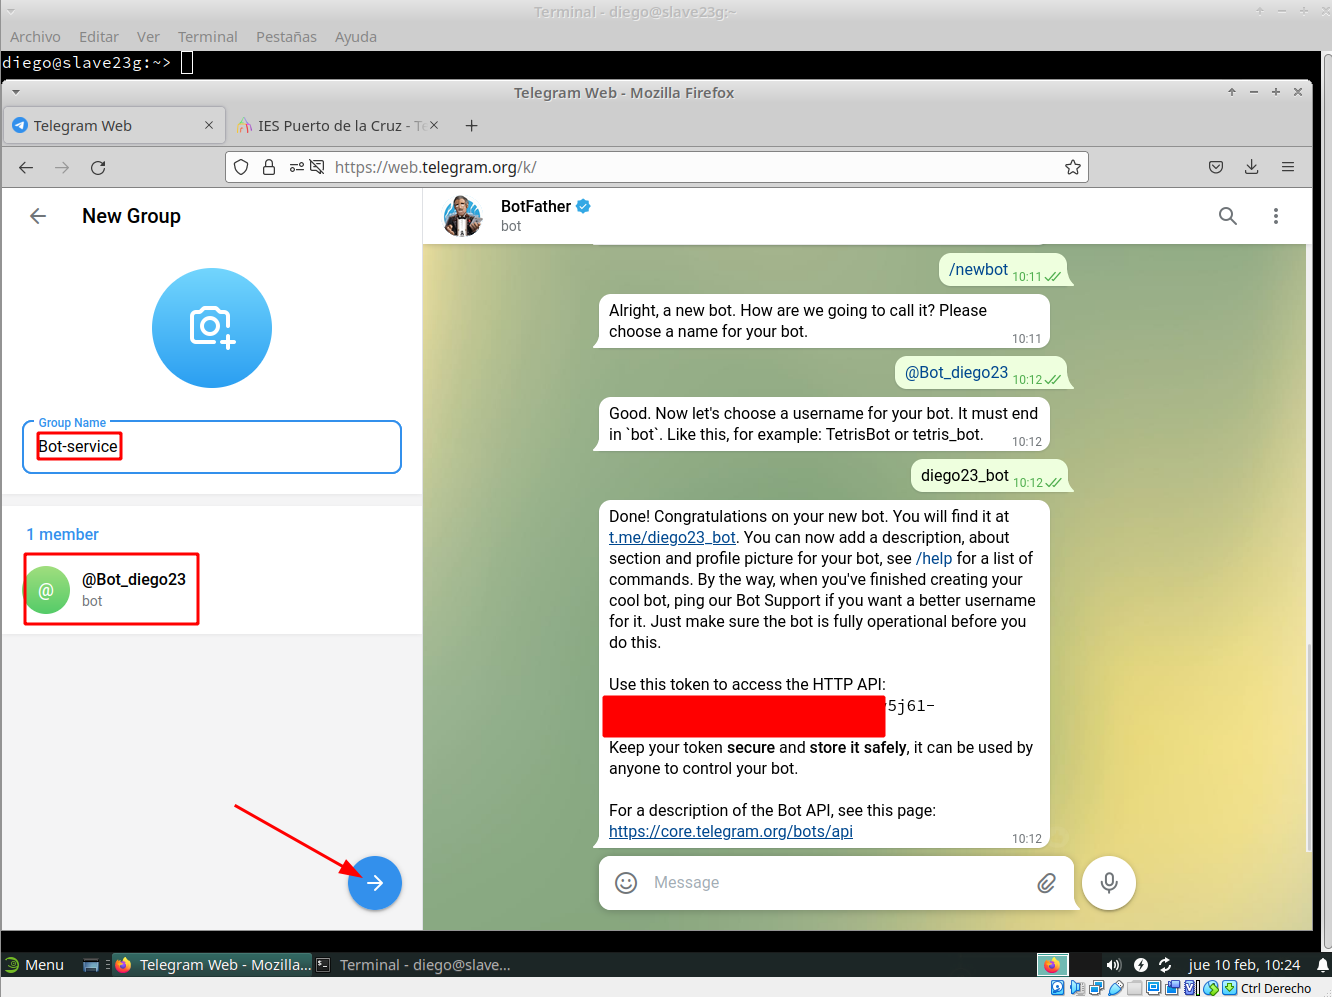 Terminal - diego@slave23g:~
Archivo Editar Ver Terminal Pestañas Ayuda
diego@slave23g:~>
Telegram Web - Mozilla Firefox
Telegram Web
IES Puerto de la Cruz - Te
https://web.telegram.org/k/
New Group
Group Name
Bot-service
1 member
@
@Bot_diego23
bot
BotFather
bot
/newbot 10:11
Alright, a new bot. How are we going to call it? Please
choose a name for your bot.
10:11
@Bot_diego23 10:12
Good. Now let's choose a username for your bot. It must end
in `bot`. Like this, for example: TetrisBot or tetris_bot.
10:12
diego23_bot 10:12
Done! Congratulations on your new bot. You will find it at
t.me/diego23_bot. You can now add a description, about
section and profile picture for your bot, see /help for a list of
commands. By the way, when you've finished creating your
cool bot, ping our Bot Support if you want a better username
for it. Just make sure the bot is fully operational before you
do this.
Use this token to access the HTTP API:
5j61-
Keep your token secure and store it safely, it can be used by
anyone to control your bot.
For a description of the Bot API, see this page:
https://core.telegram.org/bots/api
10:12
Message
Menu
Telegram Web - Mozilla...
Terminal - diego@slave...
jue 10 feb, 10:24
Ctrl Derecho